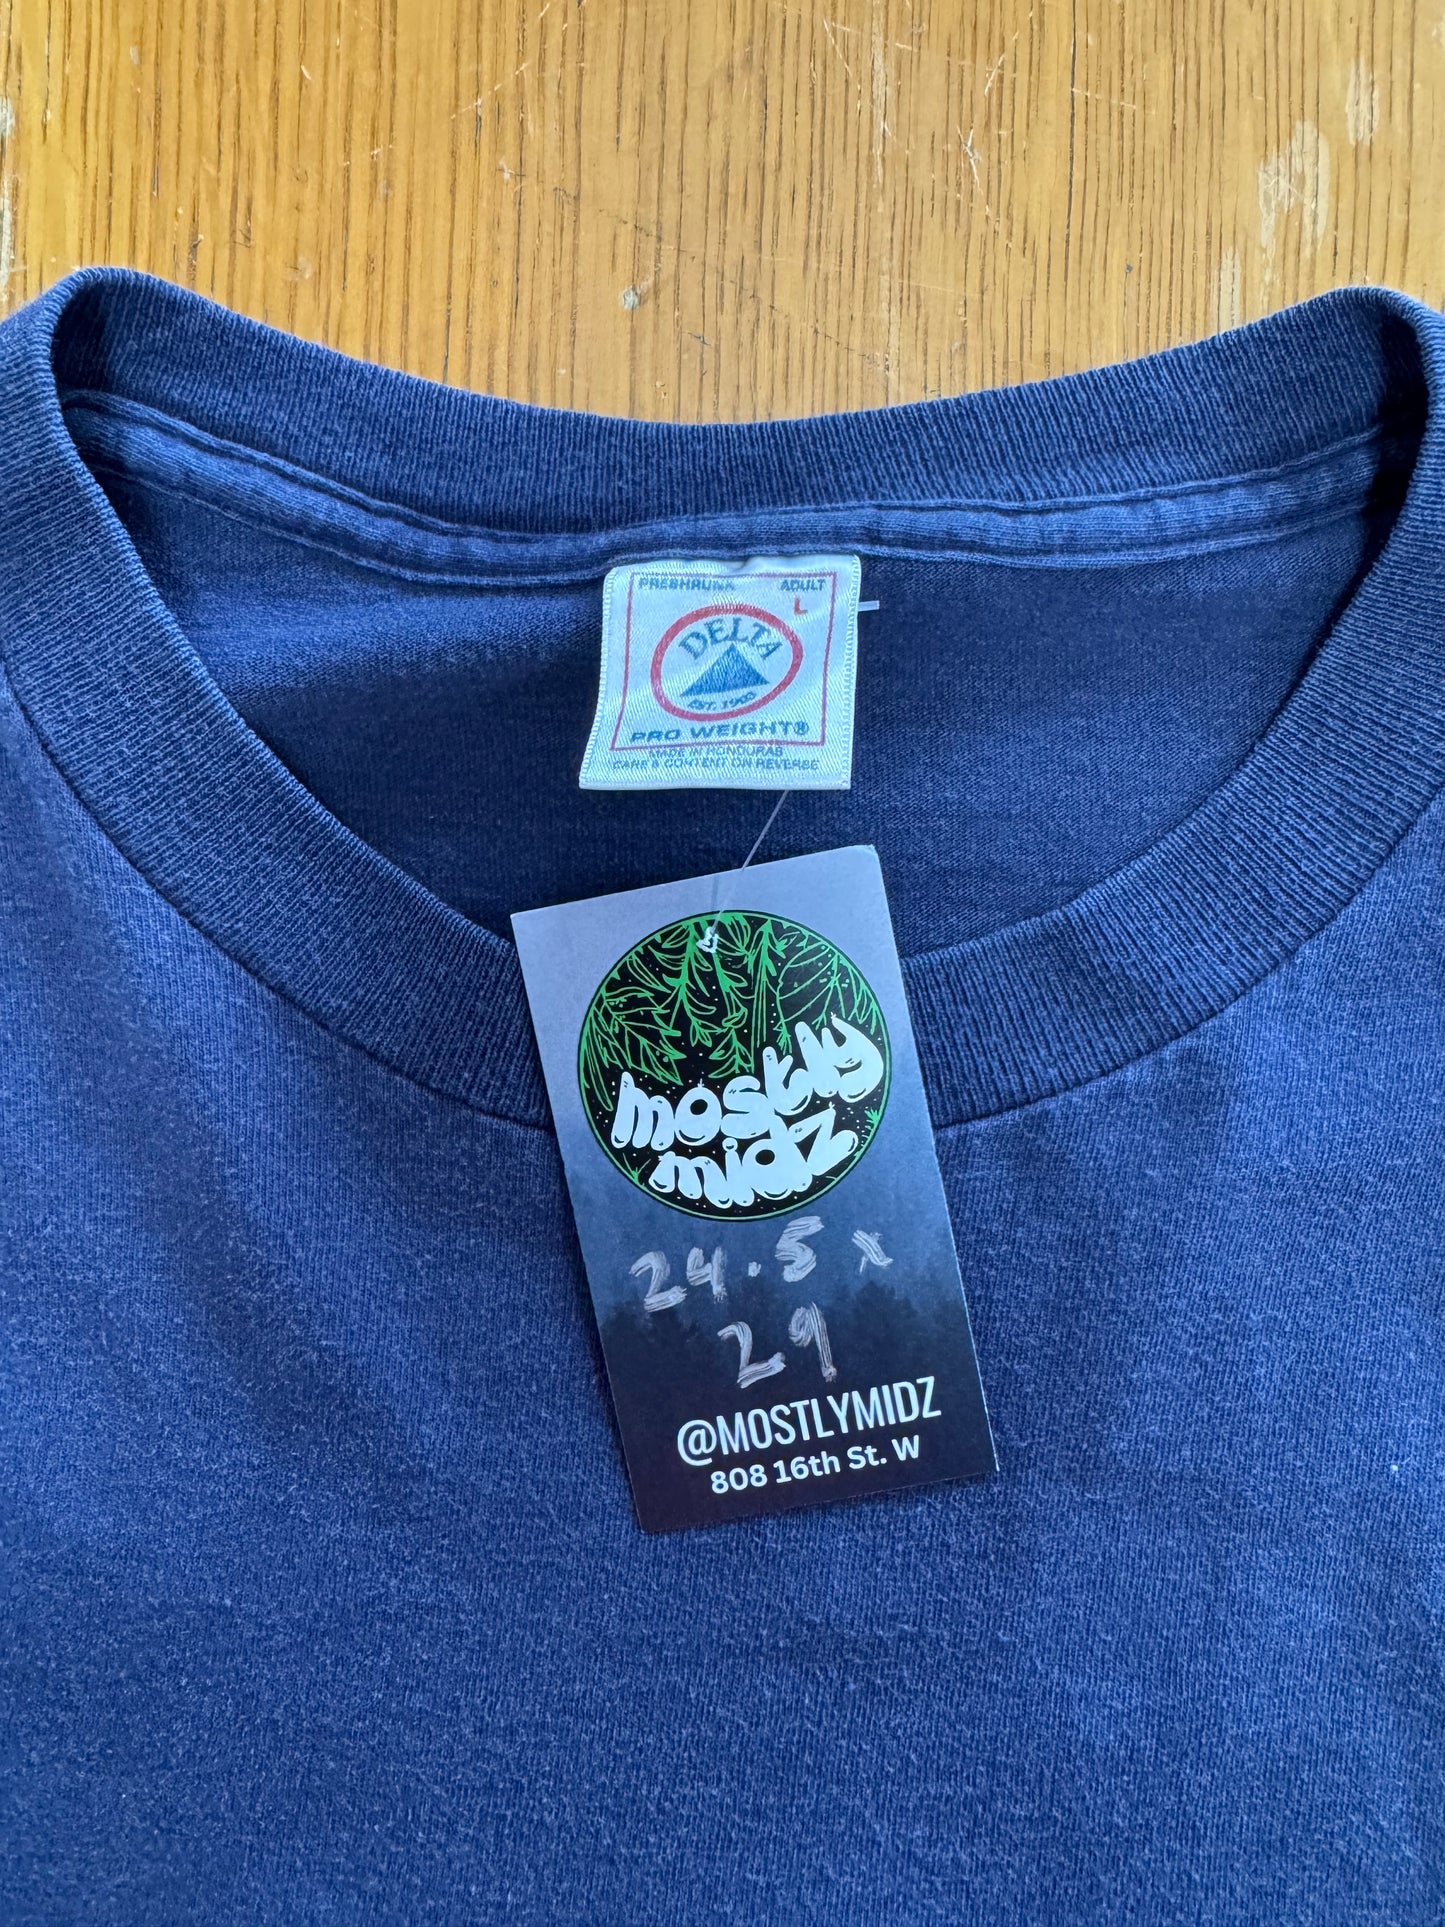 PRESHRUNK ADULT
L
DELTA
EST. 1900
PRO WEIGHT®
MADE IN HONDURAS
CARE & CONTENT ON REVERSE
mostly
midz
24.5 x
29
@MOSTLYMIDZ
808 16th St. W